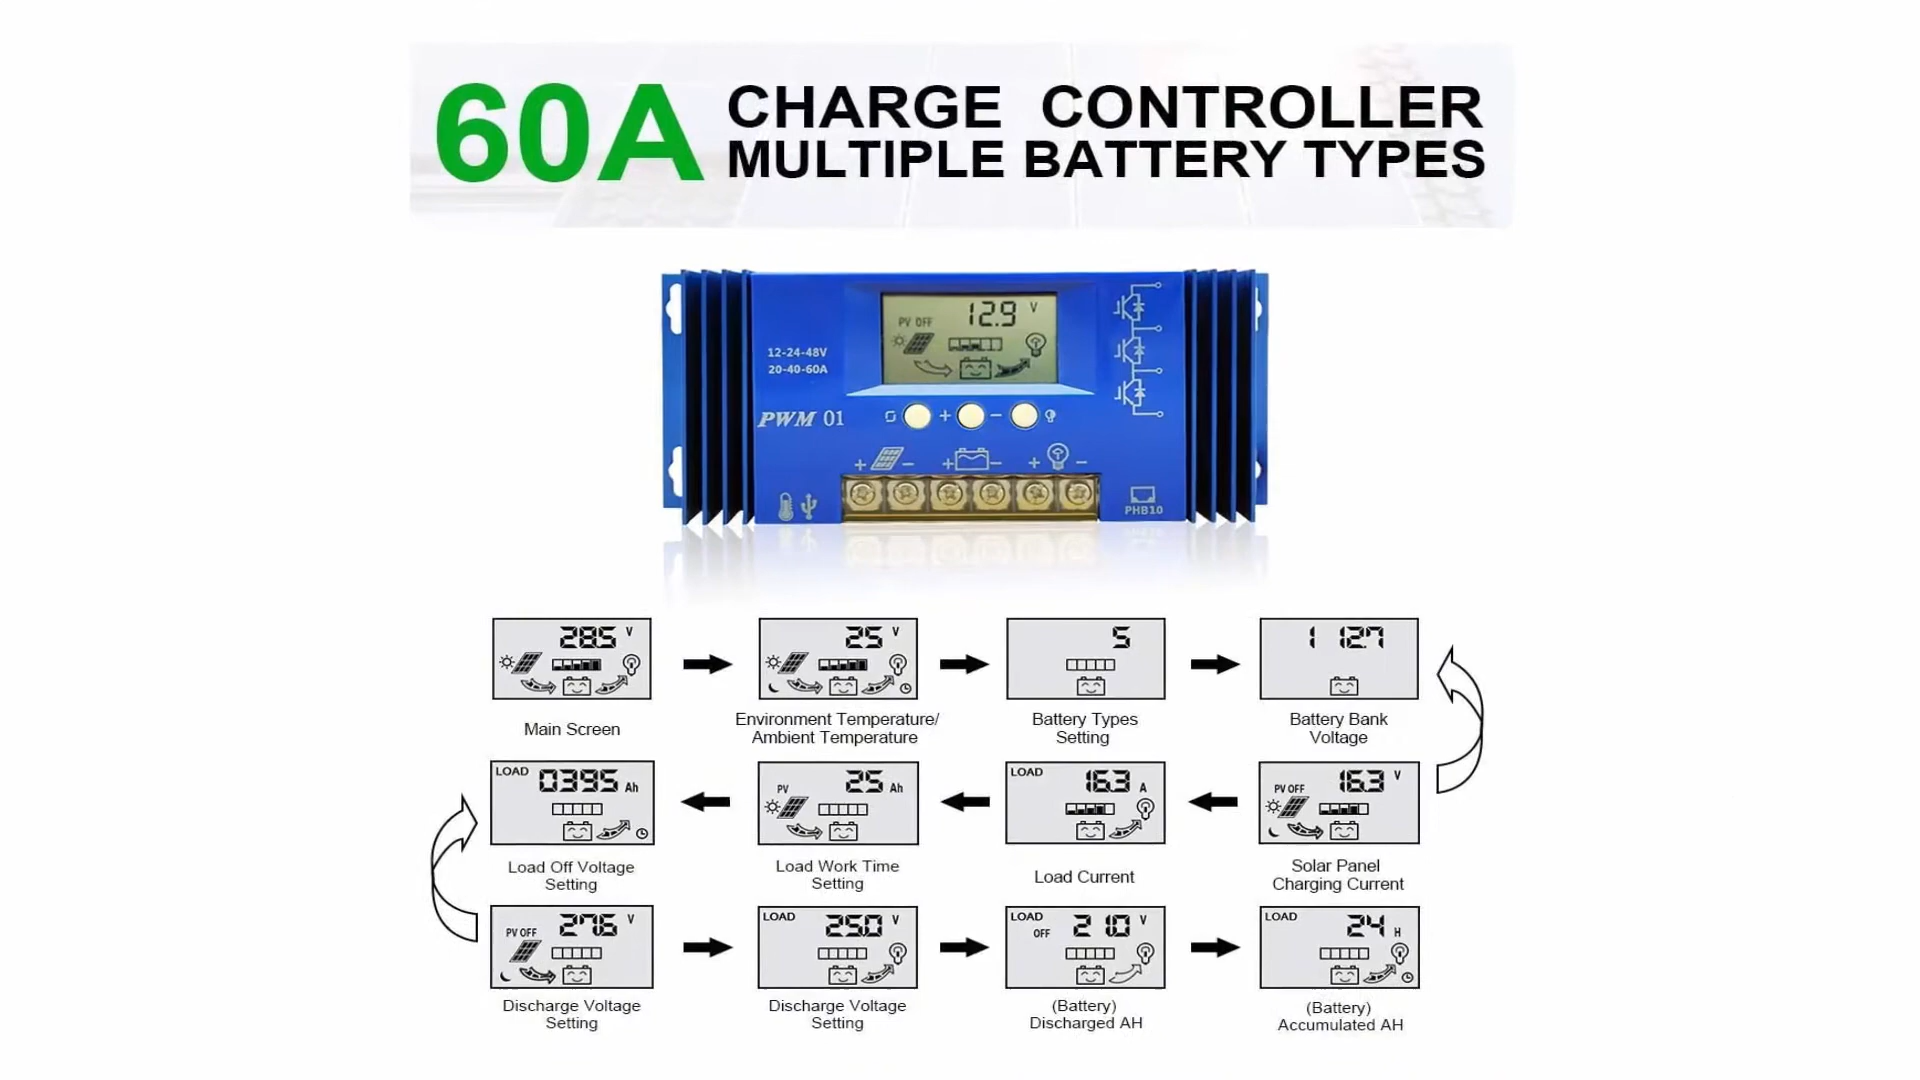 60A CHARGE CONTROLLER
MULTIPLE BATTERY TYPES
12.9 V
PV OFF
12-24-48V
20-40-60A
PWM 01
+ -
+ - + - + -
PHB10
28.5 V
25 V
5
1 12.7
Main Screen
Environment Temperature/
Ambient Temperature
Battery Types
Setting
Battery Bank
Voltage
LOAD 0395 Ah
PV 25 Ah
LOAD 16.3 A
PV OFF 16.3 V
Load Off Voltage
Setting
Load Work Time
Setting
Load Current
Solar Panel
Charging Current
PV OFF 27.6 V
LOAD 25.0 V
LOAD OFF 21.0 V
LOAD 24 H
Discharge Voltage
Setting
Discharge Voltage
Setting
(Battery)
Discharged AH
(Battery)
Accumulated AH